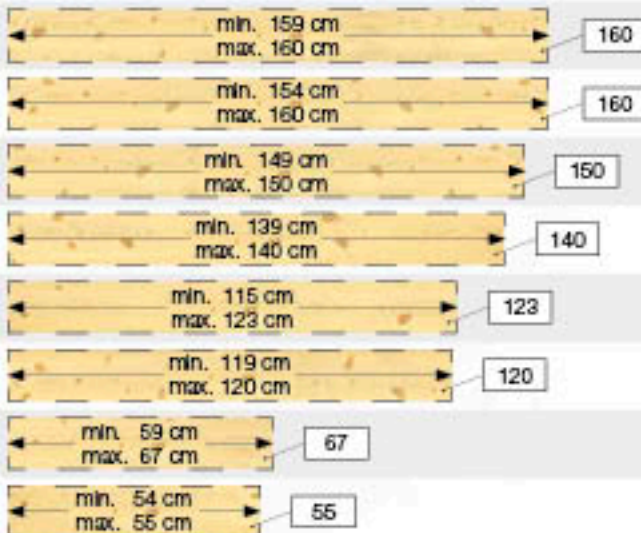 min. 159 cm
max. 160 cm
160
min. 154 cm
max. 160 cm
160
min. 149 cm
max. 150 cm
150
min. 139 cm
max. 140 cm
140
min. 115 cm
max. 123 cm
123
min. 119 cm
max. 120 cm
120
min. 59 cm
max. 67 cm
67
min. 54 cm
max. 55 cm
55